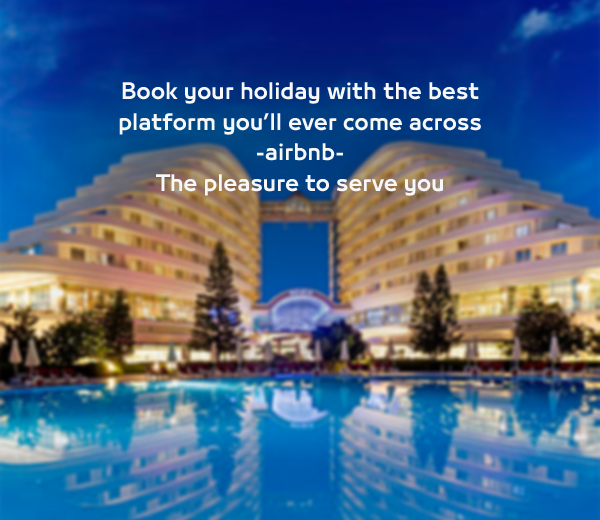 Book your holiday with the best
platform you’ll ever come across
-airbnb-
The pleasure to serve you